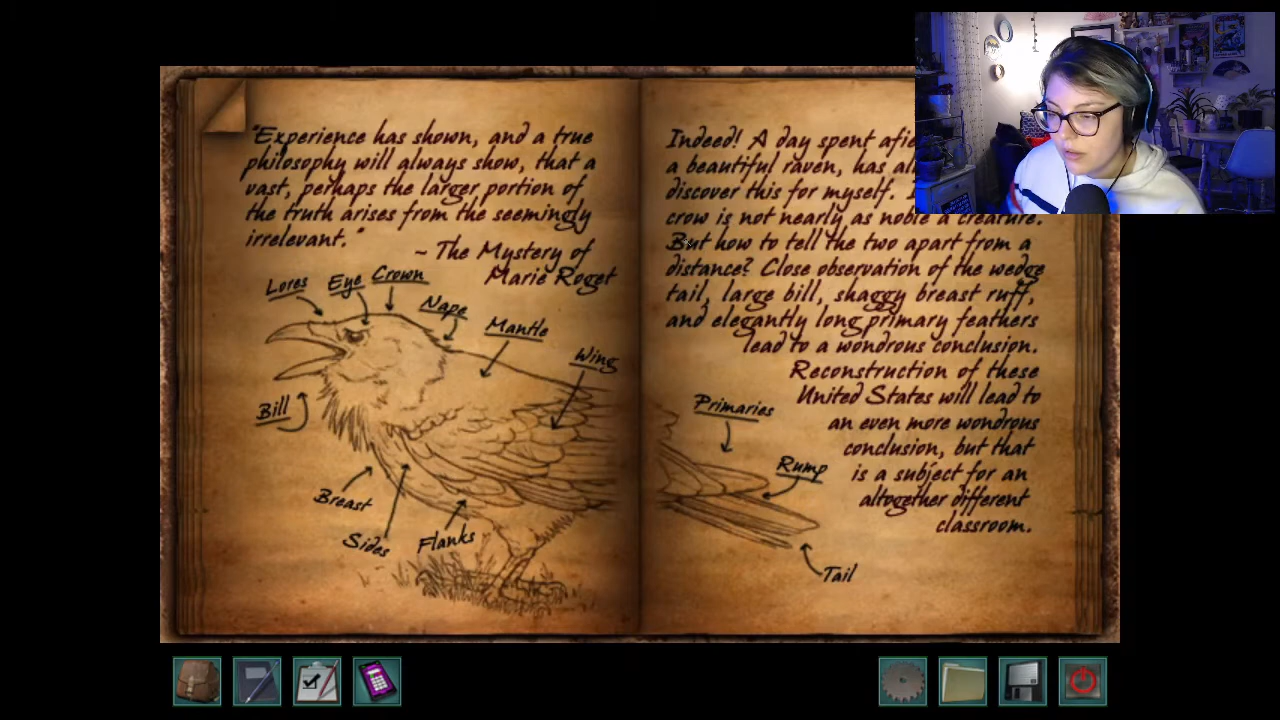 "Experience has shown, and a true
philosophy will always show, that a
vast, perhaps the larger portion of
the truth arises from the seemingly
irrelevant."
~ The Mystery of
Marie Roget
Lores
Eye
Crown
Nape
Mantle
Wing
Bill
Breast
Sides
Flanks
Indeed! A day spent
a beautiful raven, has
discover this for myself.
crow is not nearly as noble a creature.
But how to tell the two apart from a
distance? Close observation of the wedge
tail, large bill, shaggy breast ruff,
and elegantly long primary feathers
lead to a wondrous conclusion.
Reconstruction of these
United States will lead to
an even more wondrous
conclusion, but that
is a subject for an
altogether different
classroom.
Primaries
Rump
Tail